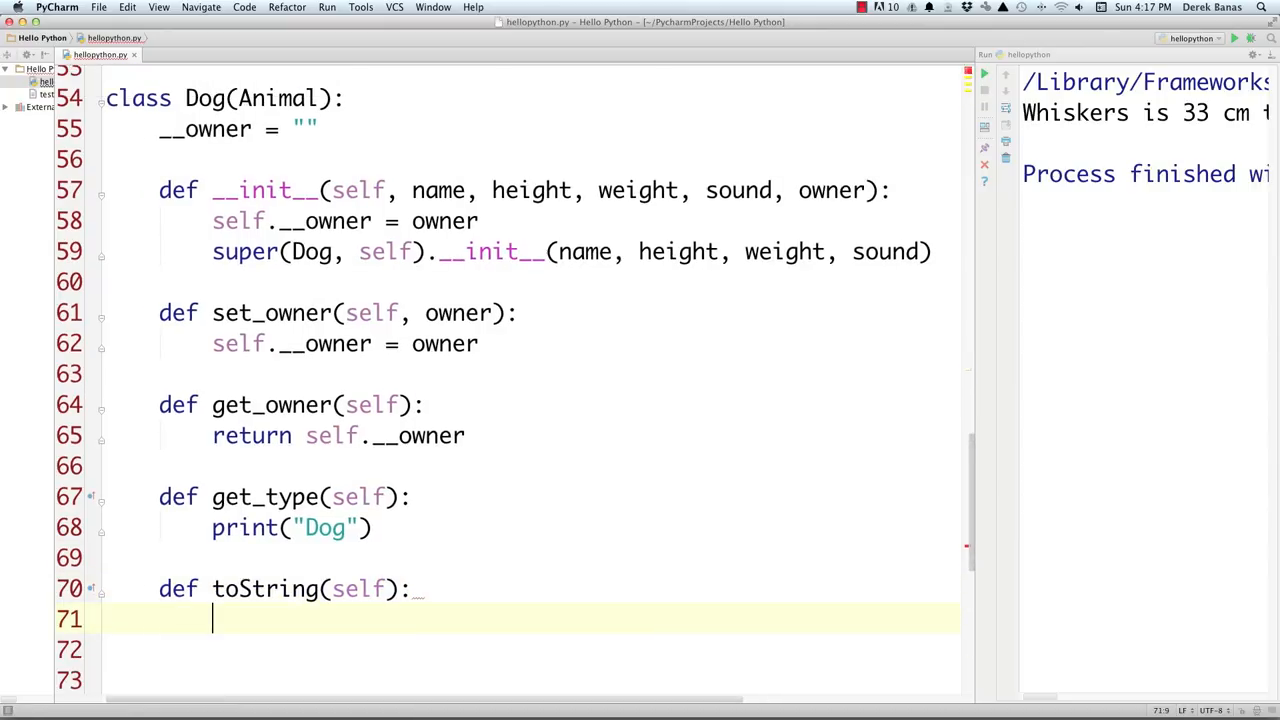 PyCharm File Edit View Navigate Code Refactor Run Tools VCS Window Help 10 Sun 4:17 PM Derek Banas
hellopython.py - Hello Python - [~/PycharmProjects/Hello Python]
Hello Python hellopython.py hellopython
hellopython.py Run hellopython
Hello P
hell
test
Extern
53
54 class Dog(Animal):
55 __owner = ""
56
57 def __init__(self, name, height, weight, sound, owner):
58 self.__owner = owner
59 super(Dog, self).__init__(name, height, weight, sound)
60
61 def set_owner(self, owner):
62 self.__owner = owner
63
64 def get_owner(self):
65 return self.__owner
66
67 def get_type(self):
68 print("Dog")
69
70 def toString(self):
71
72
73
/Library/Frameworks
Whiskers is 33 cm t
Process finished wi
71:9 LF UTF-8